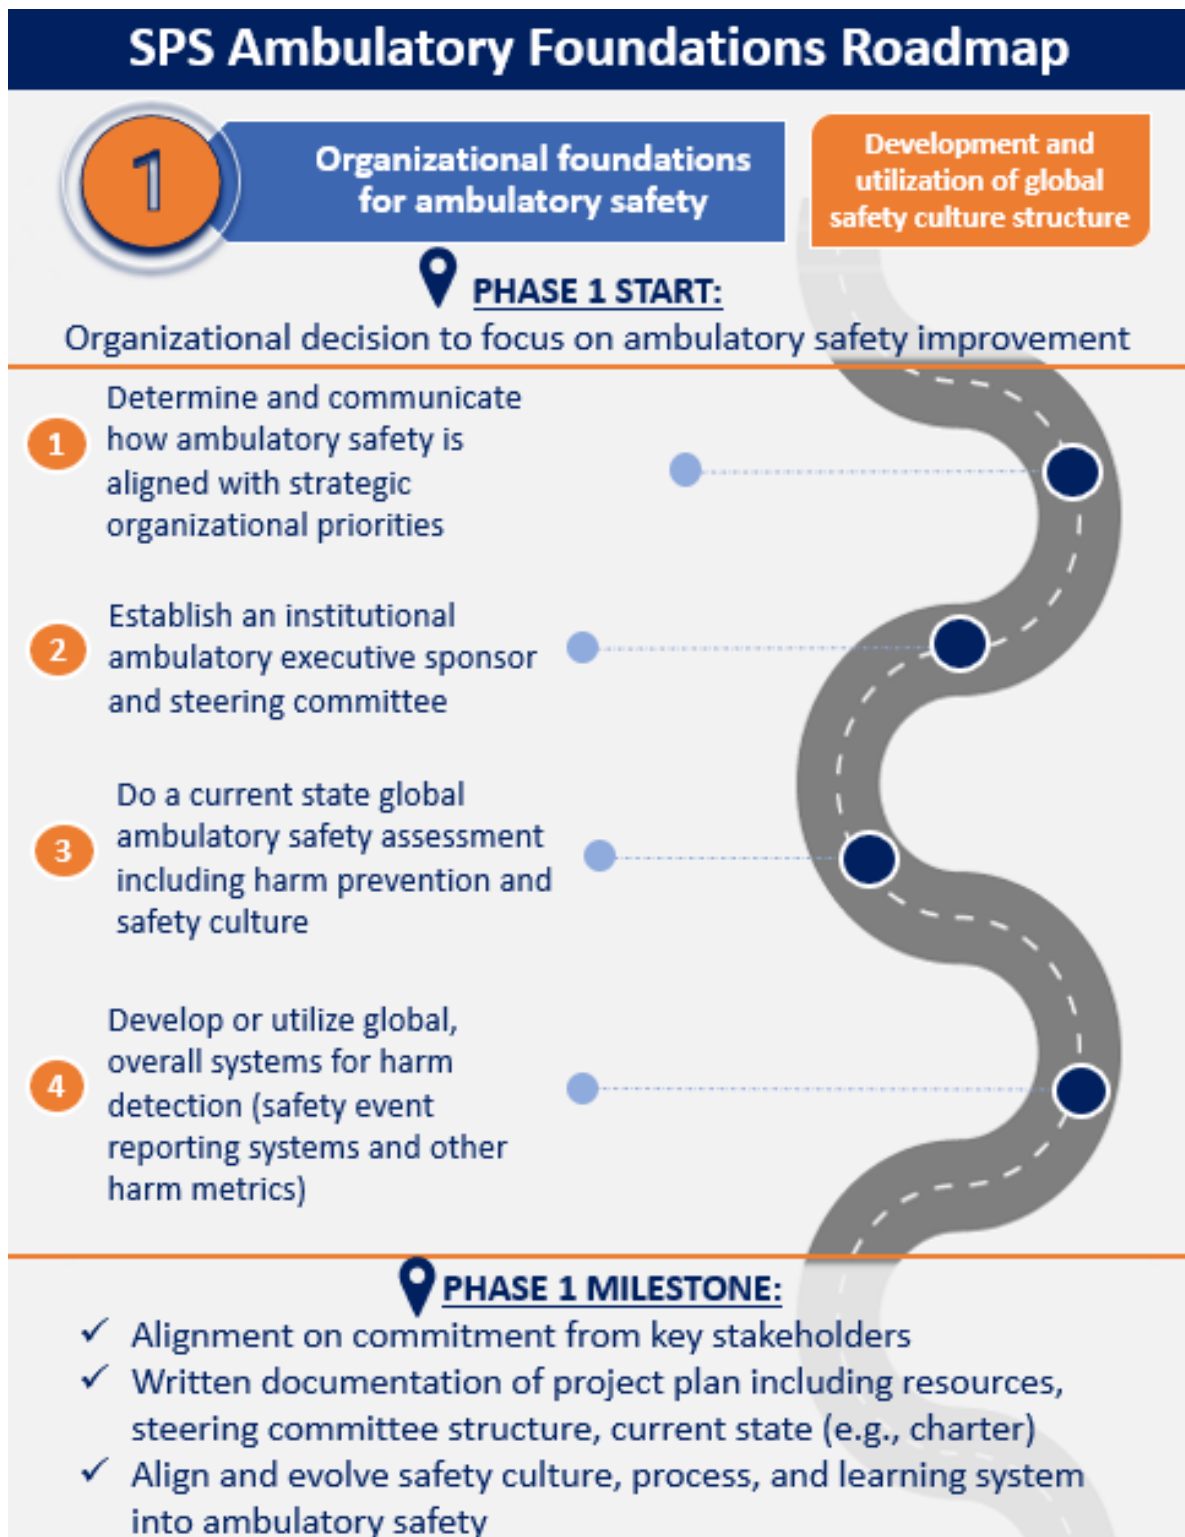 SPS Ambulatory Foundations Roadmap
1
Organizational foundations
for ambulatory safety
Development and
utilization of global
safety culture structure
PHASE 1 START:
Organizational decision to focus on ambulatory safety improvement
1
Determine and communicate
how ambulatory safety is
aligned with strategic
organizational priorities
2
Establish an institutional
ambulatory executive sponsor
and steering committee
3
Do a current state global
ambulatory safety assessment
including harm prevention and
safety culture
4
Develop or utilize global,
overall systems for harm
detection (safety event
reporting systems and other
harm metrics)
PHASE 1 MILESTONE:
✓ Alignment on commitment from key stakeholders
✓ Written documentation of project plan including resources,
steering committee structure, current state (e.g., charter)
✓ Align and evolve safety culture, process, and learning system
into ambulatory safety